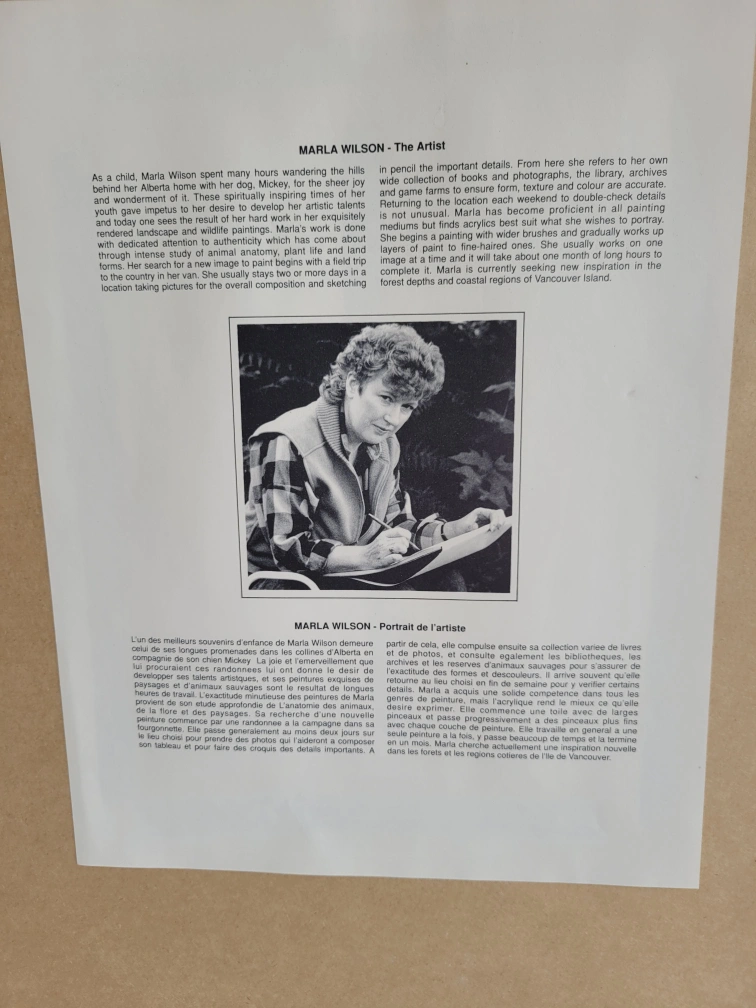 MARLA WILSON - The Artist
As a child, Marla Wilson spent many hours wandering the hills
behind her Alberta home with her dog, Mickey, for the sheer joy
and wonderment of it. These spiritually inspiring times of her
youth gave impetus to her desire to develop her artistic talents
and today one sees the result of her hard work in her exquisitely
rendered landscape and wildlife paintings. Marla's work is done
with dedicated attention to authenticity which has come about
through intense study of animal anatomy, plant life and land
forms. Her search for a new image to paint begins with a field trip
to the country in her van. She usually stays two or more days in a
location taking pictures for the overall composition and sketching
in pencil the important details. From here she refers to her own
wide collection of books and photographs, the library, archives
and game farms to ensure form, texture and colour are accurate.
Returning to the location each weekend to double-check details
is not unusual. Marla has become proficient in all painting
mediums but finds acrylics best suit what she wishes to portray.
She begins a painting with wider brushes and gradually works up
layers of paint to fine-haired ones. She usually works on one
image at a time and it will take about one month of long hours to
complete it. Marla is currently seeking new inspiration in the
forest depths and coastal regions of Vancouver Island.
MARLA WILSON - Portrait de l'artiste
L'un des meilleurs souvenirs d'enfance de Marla Wilson demeure
celui de ses longues promenades dans les collines d'Alberta en
compagnie de son chien Mickey La joie et l'emerveillement que
lui procuraient ces randonnees lui ont donne le desir de
developper ses talents artistiques, et ses peintures exquises de
paysages et d'animaux sauvages sont le resultat de longues
heures de travail. L'exactitude minutieuse des peintures de Marla
provient de son etude approfondie de L'anatomie des animaux,
de la flore et des paysages. Sa recherche d'une nouvelle
peinture commence par une randonnee a la campagne dans sa
fourgonnette. Elle passe generalement au moins deux jours sur
le lieu choisi pour prendre des photos qui l'aideront a composer
son tableau et pour faire des croquis des details importants. A
partir de cela, elle compulse ensuite sa collection variee de livres
et de photos, et consulte egalement les bibliotheques, les
archives et les reserves d'animaux sauvages pour s'assurer de
l'exactitude des formes et descouleurs. Il arrive souvent qu'elle
retourne au lieu choisi en fin de semaine pour y verifier certains
details. Marla a acquis une solide competence dans tous les
genres de peinture, mais l'acrylique rend le mieux ce qu'elle
desire exprimer. Elle commence une toile avec de larges
pinceaux et passe progressivement a des pinceaux plus fins
avec chaque couche de peinture. Elle travaille en general a une
seule peinture a la fois, y passe beaucoup de temps et la termine
en un mois. Marla cherche actuellement une inspiration nouvelle
dans les forets et les regions cotieres de l'Ile de Vancouver.